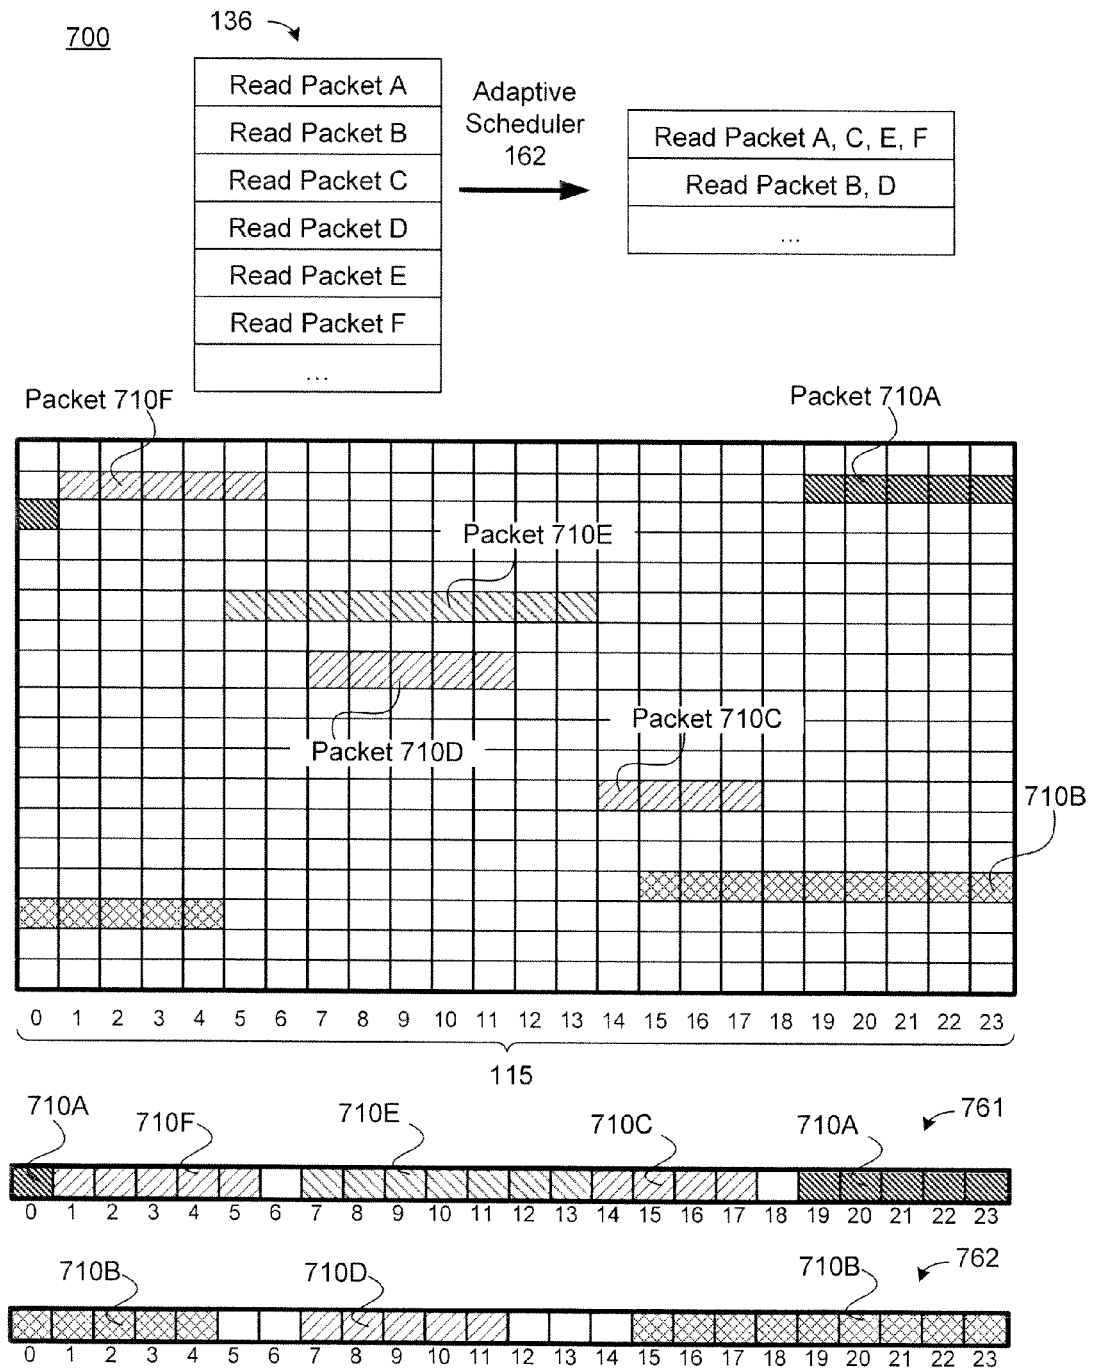 700
136
Read Packet A
Read Packet B
Read Packet C
Read Packet D
Read Packet E
Read Packet F
...
Adaptive
Scheduler
162
Read Packet A, C, E, F
Read Packet B, D
...
Packet 710F
Packet 710A
Packet 710E
Packet 710D
Packet 710C
710B
0 1 2 3 4 5 6 7 8 9 10 11 12 13 14 15 16 17 18 19 20 21 22 23
115
710A 710F 710E 710C 710A 761
0 1 2 3 4 5 6 7 8 9 10 11 12 13 14 15 16 17 18 19 20 21 22 23
710B 710D 710B 762
0 1 2 3 4 5 6 7 8 9 10 11 12 13 14 15 16 17 18 19 20 21 22 23